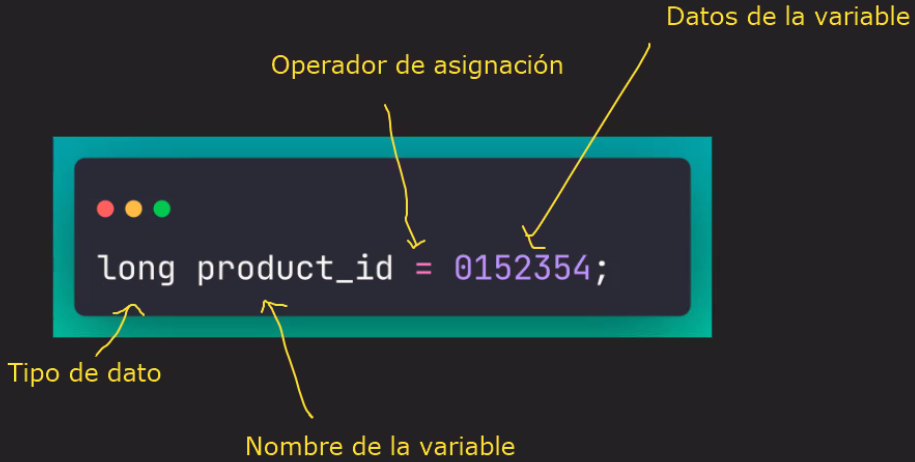 Datos de la variable
Operador de asignación
long product_id = 0152354;
Tipo de dato
Nombre de la variable